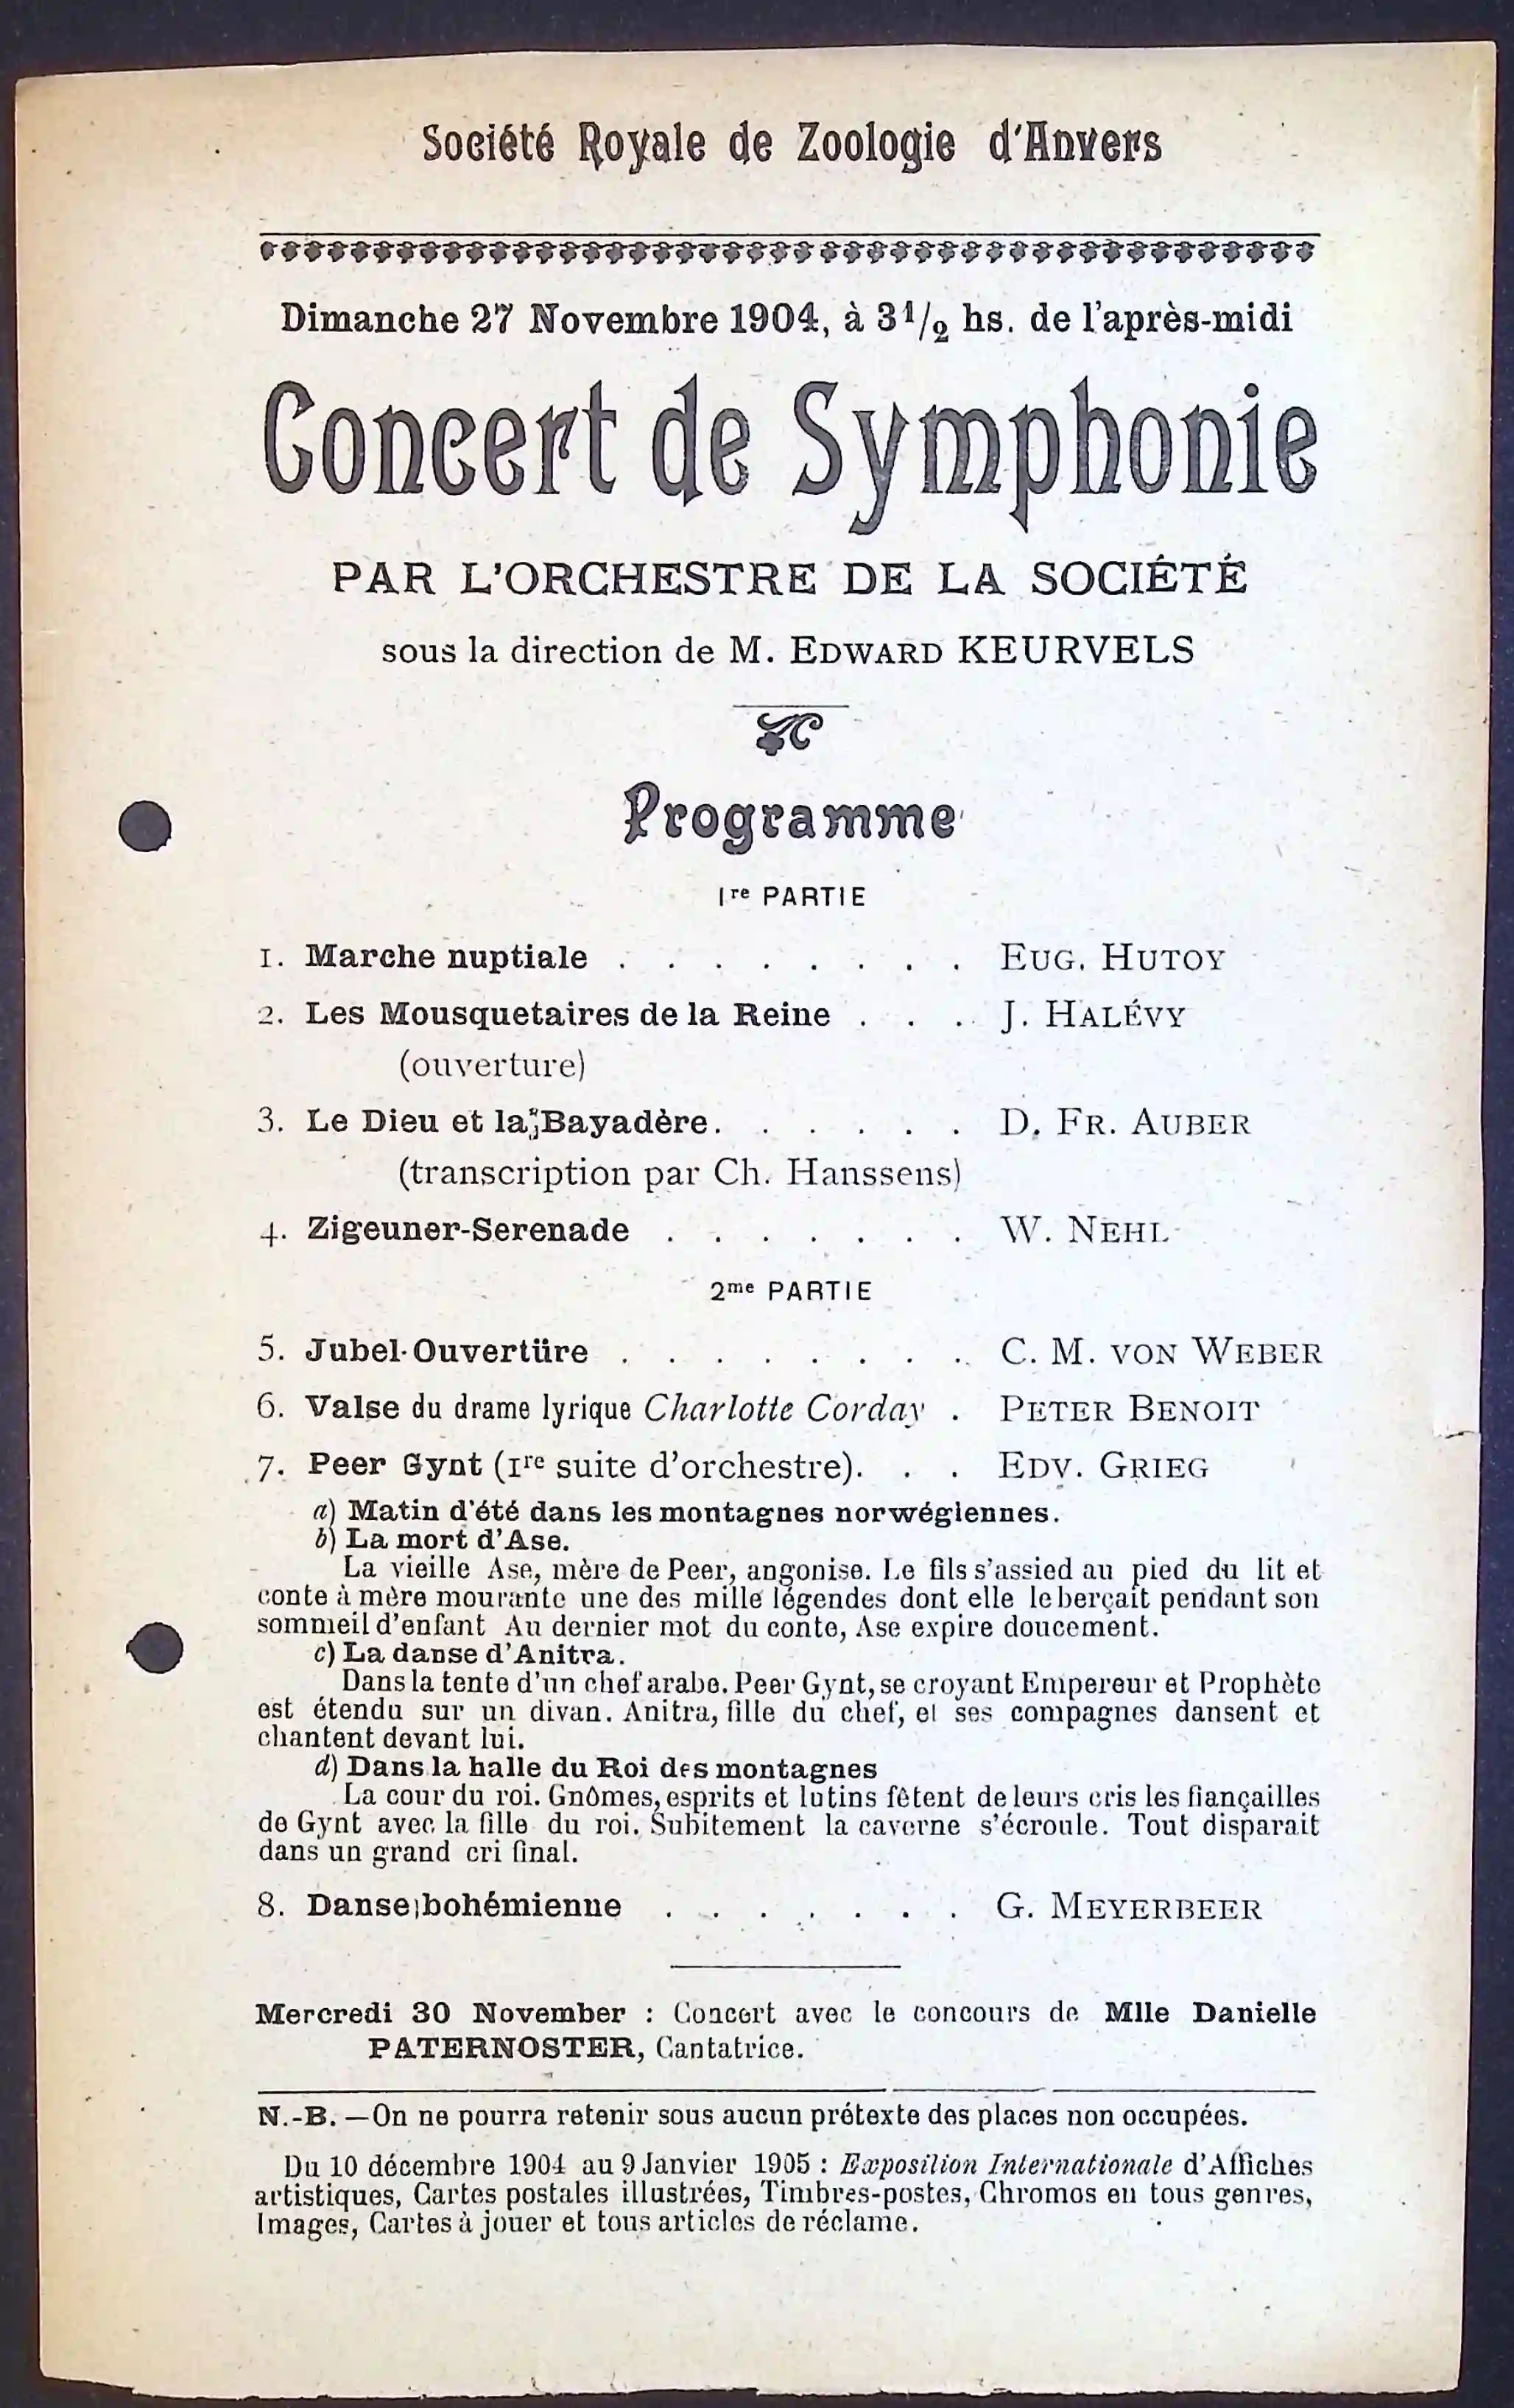 Société Royale de Zoologie d'Anvers
Dimanche 27 Novembre 1904, à 3 1/2 hs. de l'après-midi
Concert de Symphonie
PAR L'ORCHESTRE DE LA SOCIÉTÉ
sous la direction de M. EDWARD KEURVELS
Programme
1re PARTIE
1. Marche nuptiale . . . . . . . . EUG. HUTOY
2. Les Mousquetaires de la Reine . . . J. HALÉVY
(ouverture)
3. Le Dieu et la Bayadère. . . . . . D. FR. AUBER
(transcription par Ch. Hanssens)
4. Zigeuner-Serenade . . . . . . . W. NEHL
2me PARTIE
5. Jubel-Ouvertüre . . . . . . . . C. M. VON WEBER
6. Valse du drame lyrique Charlotte Corday . PETER BENOIT
7. Peer Gynt (1re suite d'orchestre). . . EDV. GRIEG
a) Matin d'été dans les montagnes norwégiennes.
b) La mort d'Ase.
La vieille Ase, mère de Peer, angonise. Le fils s'assied au pied du lit et
conte à mère mourante une des mille légendes dont elle le berçait pendant son
sommeil d'enfant Au dernier mot du conte, Ase expire doucement.
c) La danse d'Anitra.
Dans la tente d'un chef arabe. Peer Gynt, se croyant Empereur et Prophète
est étendu sur un divan. Anitra, fille du chef, et ses compagnes dansent et
chantent devant lui.
d) Dans la halle du Roi des montagnes
La cour du roi. Gnômes, esprits et lutins fêtent de leurs cris les fiançailles
de Gynt avec la fille du roi. Subitement la caverne s'écroule. Tout disparait
dans un grand cri final.
8. Danse bohémienne . . . . . . . G. MEYERBEER
Mercredi 30 November : Concert avec le concours de Mlle Danielle
PATERNOSTER, Cantatrice.
N.-B. — On ne pourra retenir sous aucun prétexte des places non occupées.
Du 10 décembre 1904 au 9 Janvier 1905 : Exposition Internationale d'Affiches
artistiques, Cartes postales illustrées, Timbres-postes, Chromos en tous genres,
Images, Cartes à jouer et tous articles de réclame.